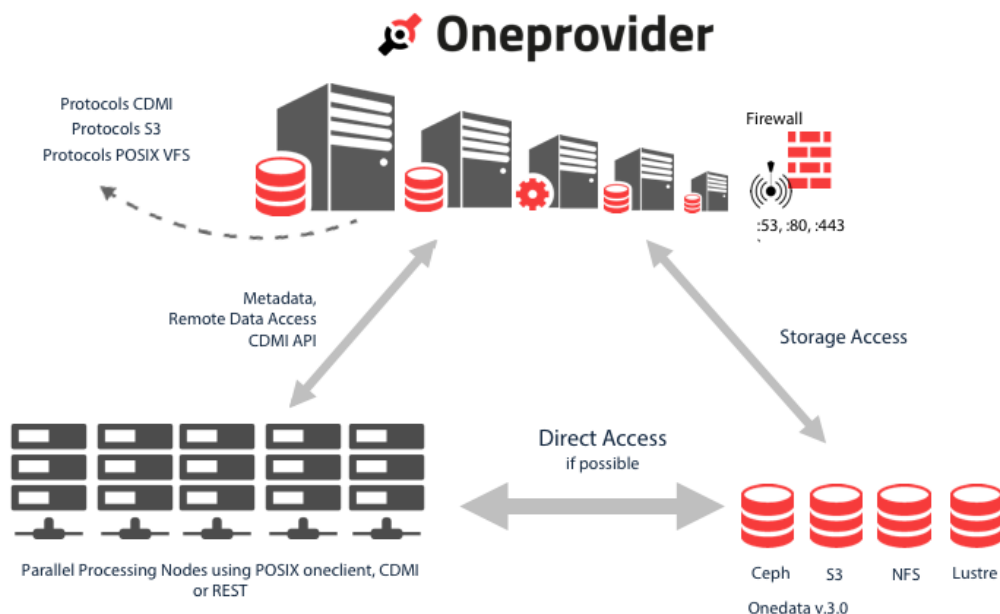 Oneprovider
Protocols CDMI
Protocols S3
Protocols POSIX VFS
Firewall
:53, :80, :443
Metadata,
Remote Data Access
CDMI API
Storage Access
Direct Access
if possible
Parallel Processing Nodes using POSIX oneclient, CDMI
or REST
Ceph S3 NFS Lustre
Onedata v.3.0